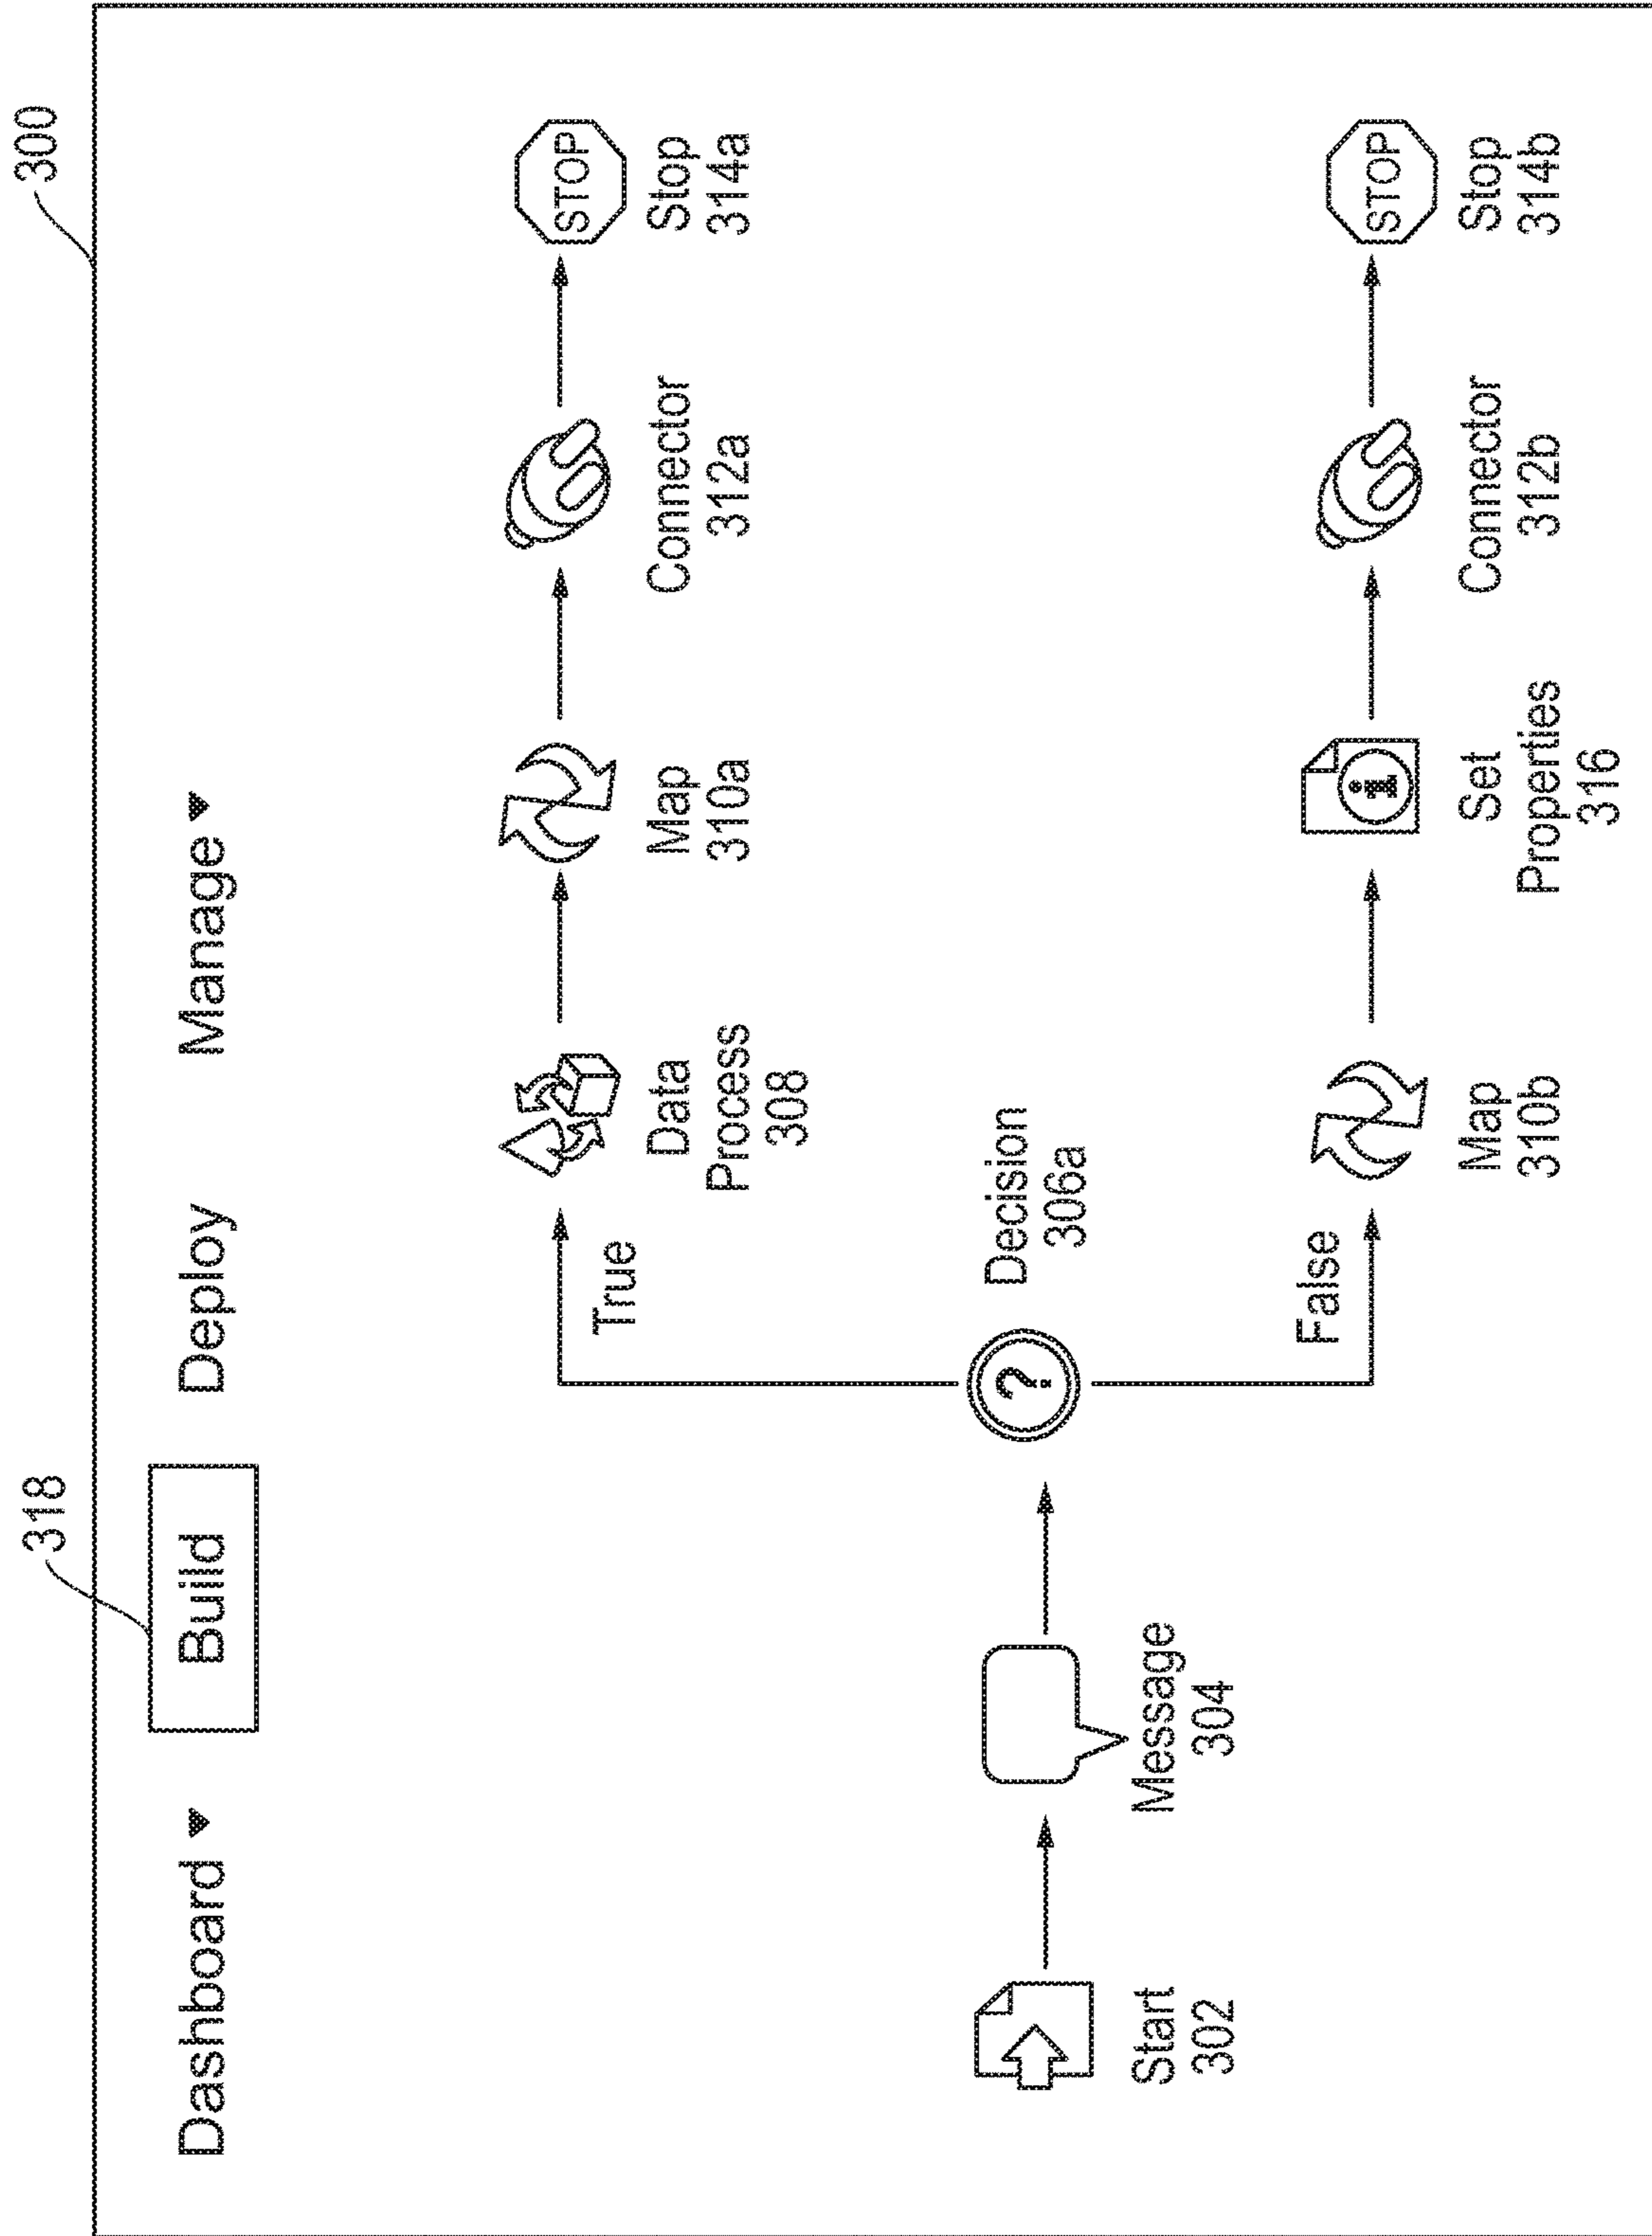 300
318
Dashboard ▼
Build
Deploy
Manage ▼
True
Data
Process
308
Map
310a
Connector
312a
STOP
Stop
314a
Start
302
Message
304
?
Decision
306a
False
Map
310b
i
Set
Properties
316
Connector
312b
STOP
Stop
314b